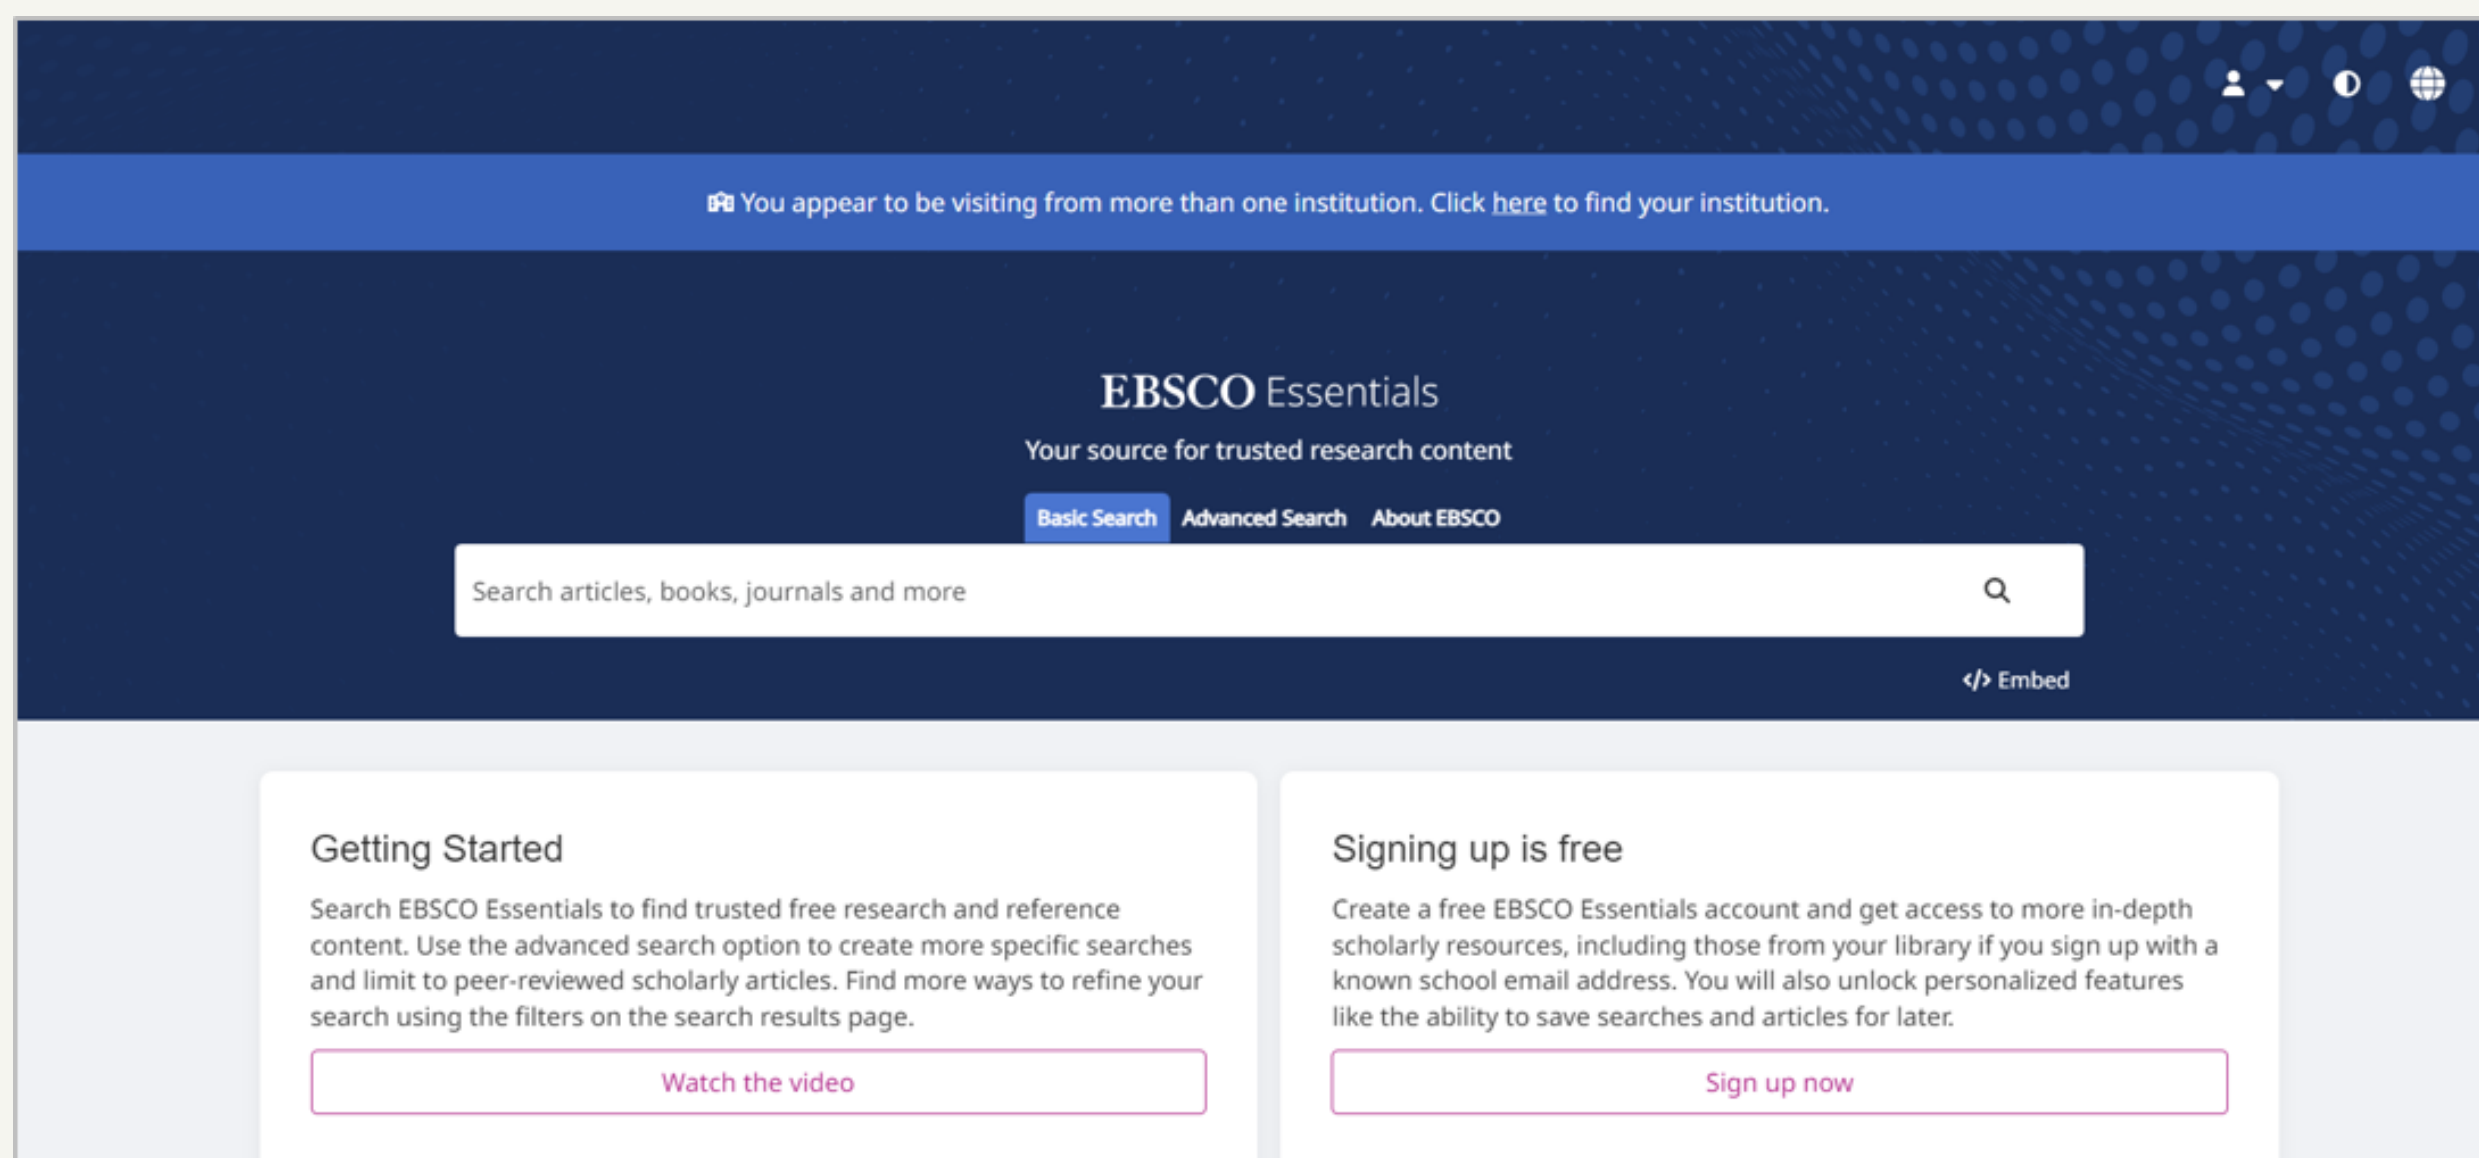 You appear to be visiting from more than one institution. Click here to find your institution.
EBSCO Essentials
Your source for trusted research content
Basic Search Advanced Search About EBSCO
Search articles, books, journals and more
</> Embed
Getting Started
Search EBSCO Essentials to find trusted free research and reference
content. Use the advanced search option to create more specific searches
and limit to peer-reviewed scholarly articles. Find more ways to refine your
search using the filters on the search results page.
Watch the video
Signing up is free
Create a free EBSCO Essentials account and get access to more in-depth
scholarly resources, including those from your library if you sign up with a
known school email address. You will also unlock personalized features
like the ability to save searches and articles for later.
Sign up now